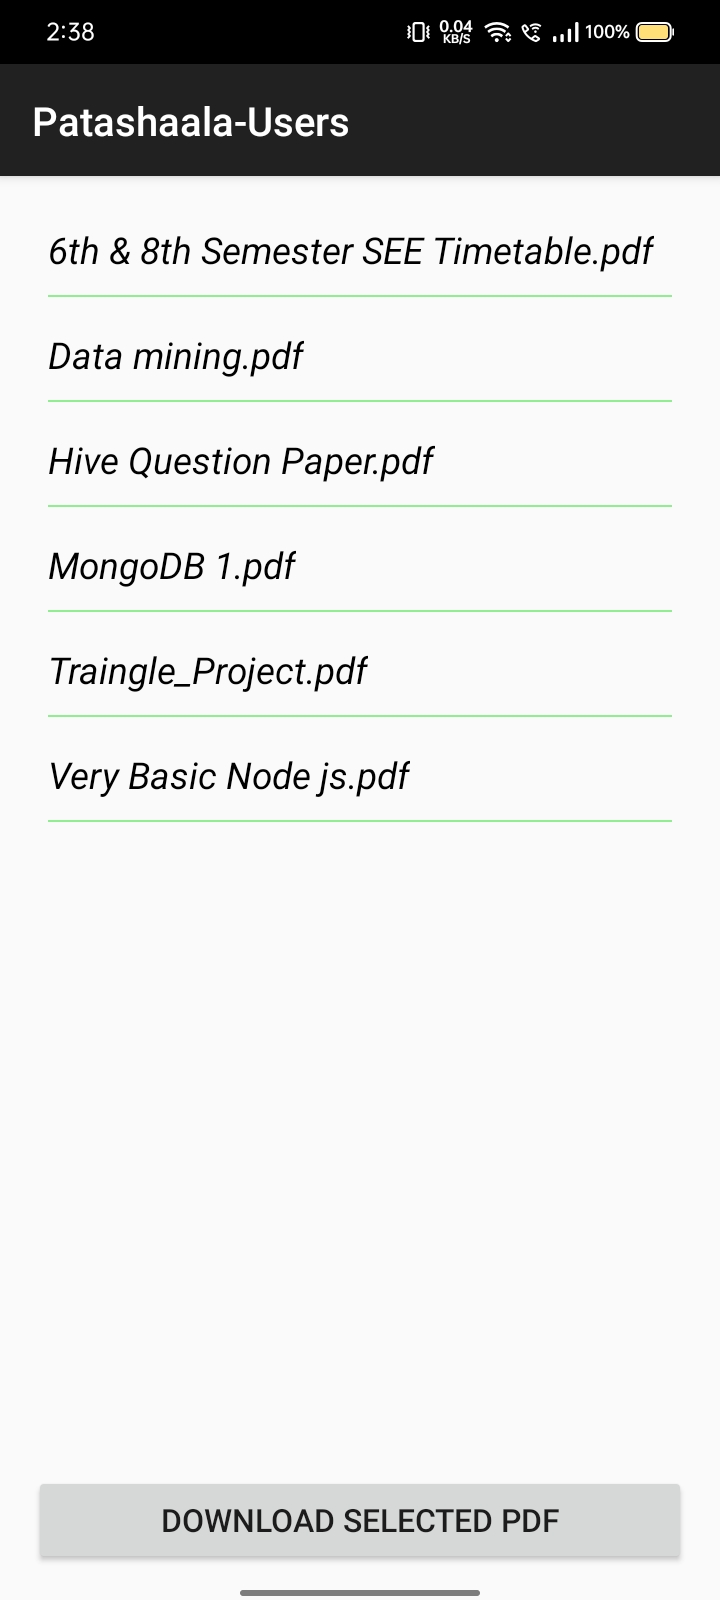 2:38
0.04
KB/S
100%
Patashaala-Users
6th & 8th Semester SEE Timetable.pdf
Data mining.pdf
Hive Question Paper.pdf
MongoDB 1.pdf
Traingle_Project.pdf
Very Basic Node js.pdf
DOWNLOAD SELECTED PDF